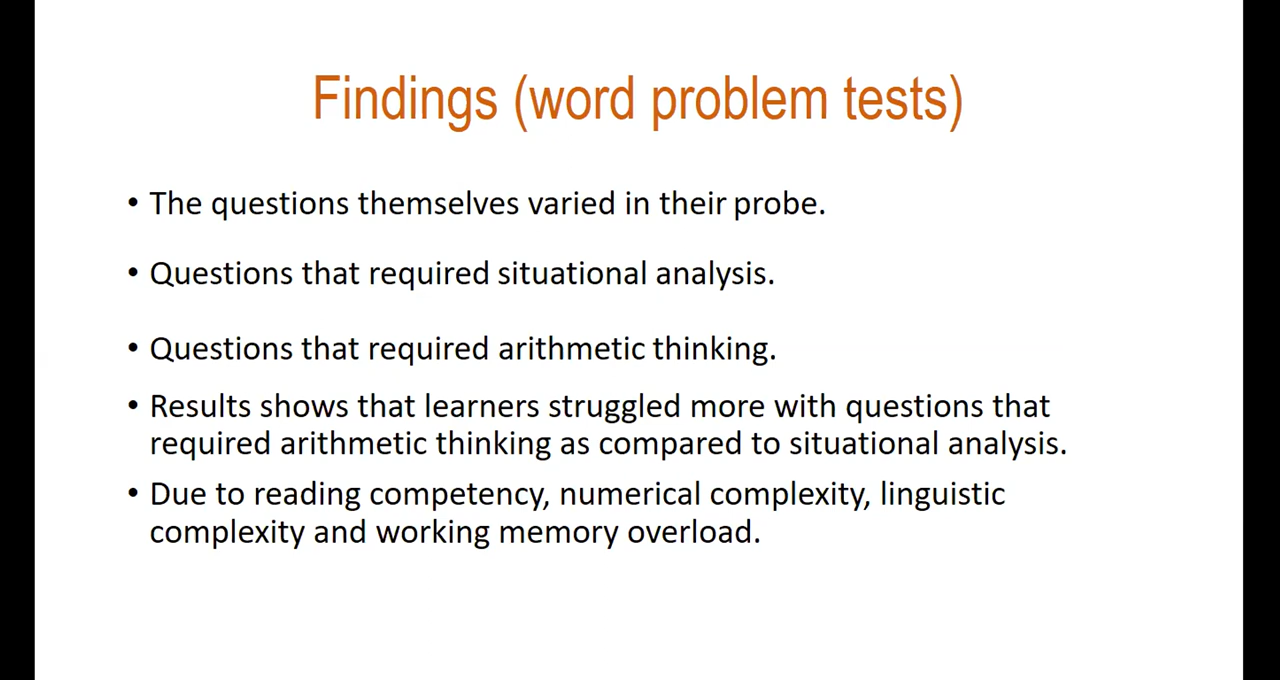 Findings (word problem tests)
• The questions themselves varied in their probe.
• Questions that required situational analysis.
• Questions that required arithmetic thinking.
• Results shows that learners struggled more with questions that
required arithmetic thinking as compared to situational analysis.
• Due to reading competency, numerical complexity, linguistic
complexity and working memory overload.